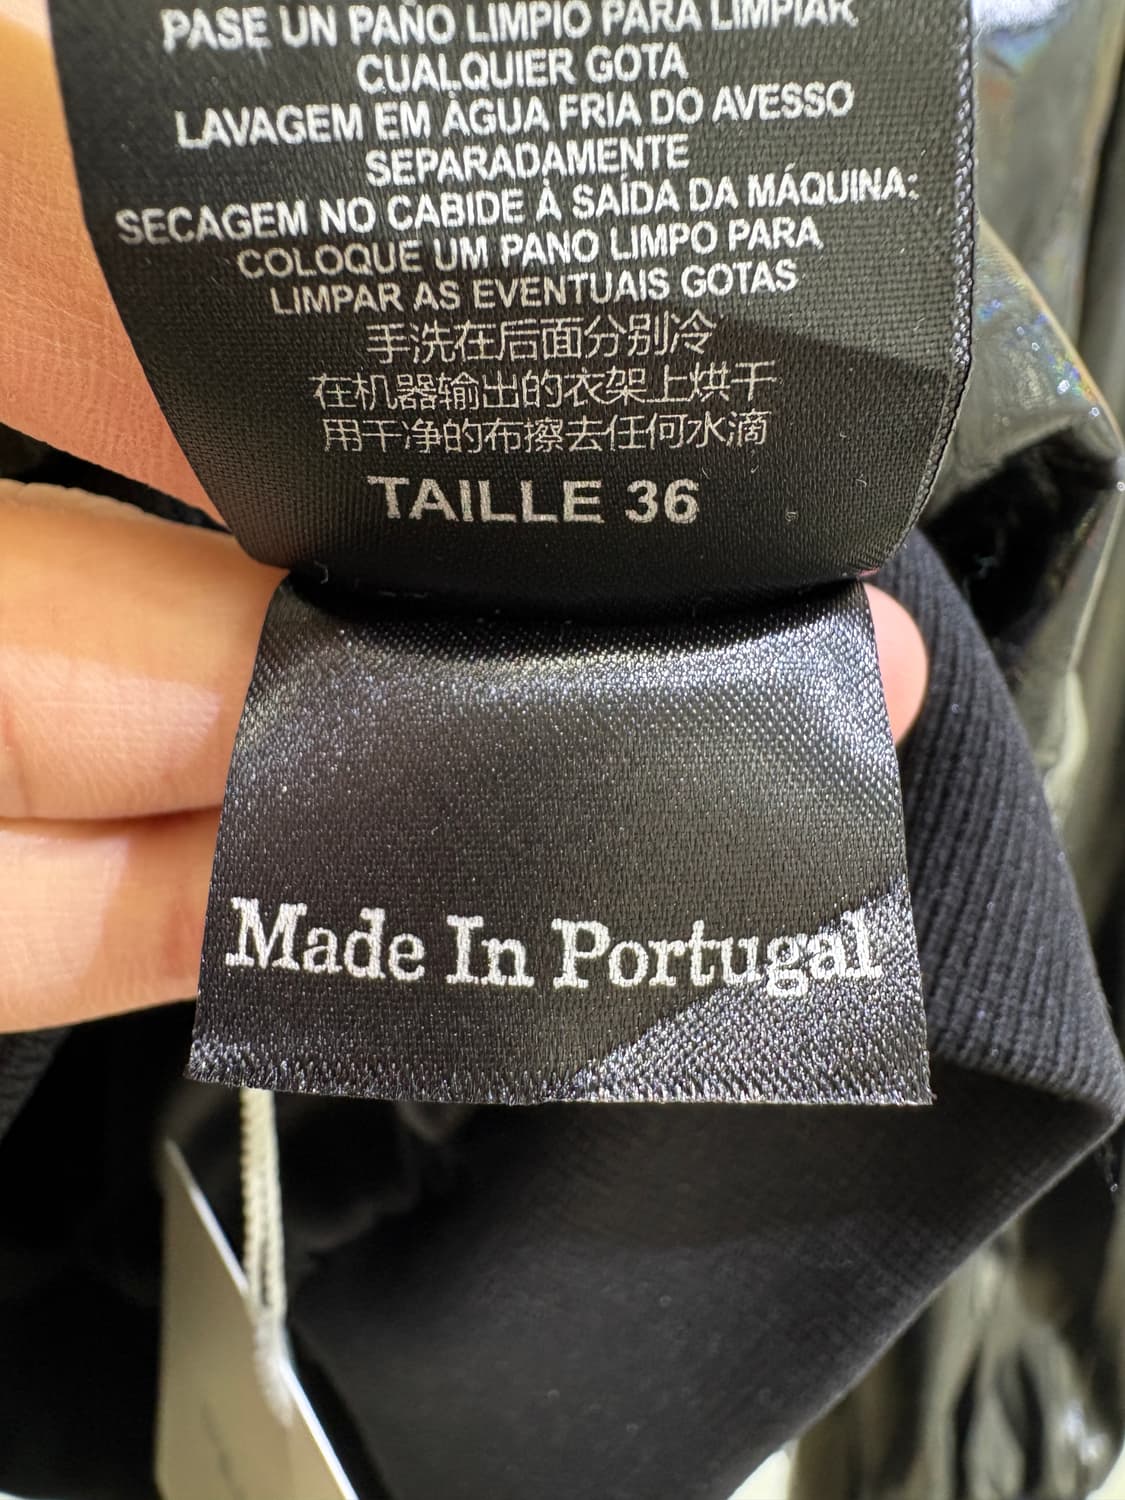 PASE UN PAÑO LIMPIO PARA LIMPIAR
CUALQUIER GOTA
LAVAGEM EM ÀGUA FRIA DO AVESSO
SEPARADAMENTE
SECAGEM NO CABIDE À SAÍDA DA MÁQUINA:
COLOQUE UM PANO LIMPO PARA
LIMPAR AS EVENTUAIS GOTAS
手洗在后面分别冷
在机器输出的衣架上烘干
用干净的布擦去任何水滴
TAILLE 36
Made In Portugal